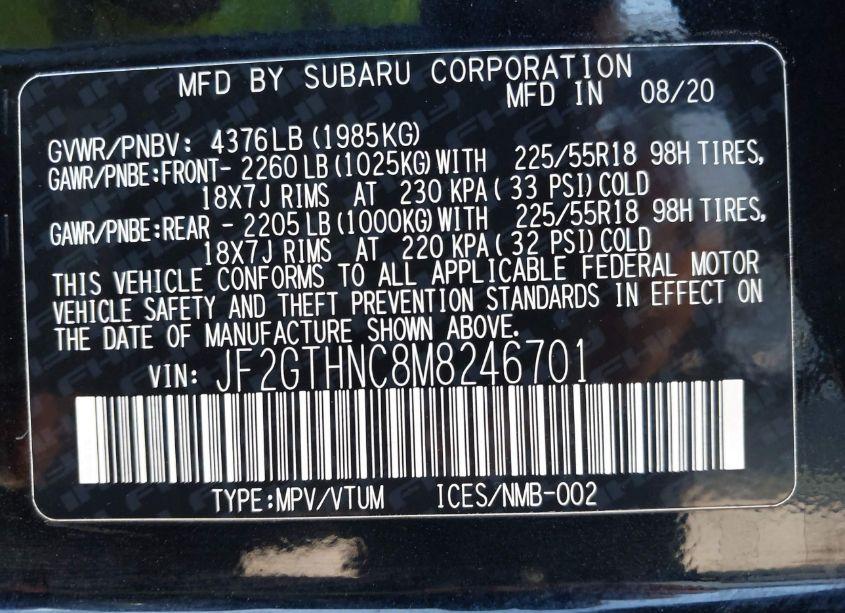 MFD BY SUBARU CORPORATION
MFD IN 08/20
GVWR/PNBV: 4376LB(1985KG)
GAWR/PNBE:FRONT- 2260LB(1025KG)WITH 225/55R18 98H TIRES,
18X7J RIMS AT 230 KPA(33 PSI)COLD
GAWR/PNBE:REAR - 2205LB(1000KG)WITH 225/55R18 98H TIRES,
18X7J RIMS AT 220 KPA(32 PSI)COLD
THIS VEHICLE CONFORMS TO ALL APPLICABLE FEDERAL MOTOR
VEHICLE SAFETY AND THEFT PREVENTION STANDARDS IN EFFECT ON
THE DATE OF MANUFACTURE SHOWN ABOVE.
VIN: JF2GTHNC8M8246701
TYPE:MPV/VTUM ICES/NMB-002